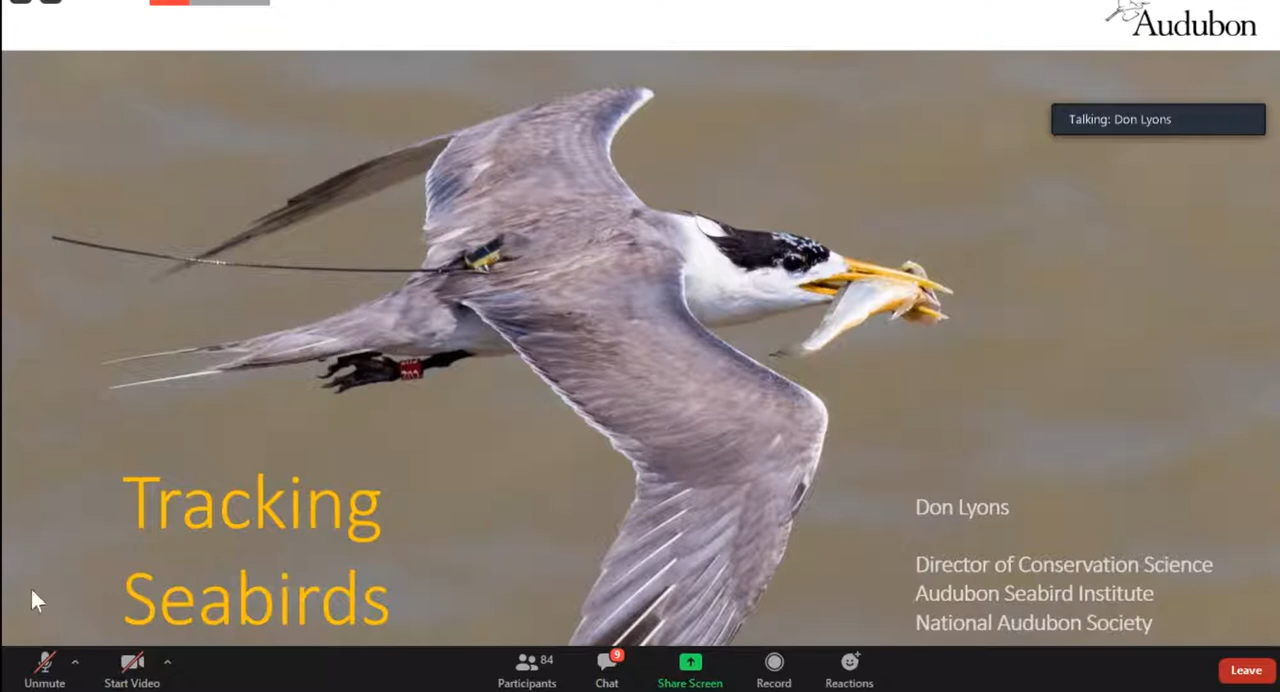 Audubon
Talking: Don Lyons
Tracking
Seabirds
Don Lyons
Director of Conservation Science
Audubon Seabird Institute
National Audubon Society
Unmute
Start Video
84
Participants
9
Chat
Share Screen
Record
Reactions
Leave